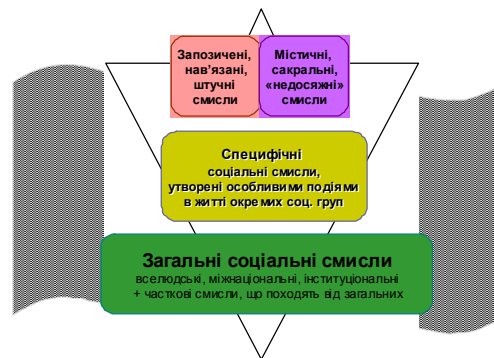 Запозичені,
нав’язані,
штучні
смисли
Містичні,
сакральні,
«недосяжні»
смисли
Специфічні
соціальні смисли,
утворені особливими подіями
в житті окремих соц. груп
Загальні соціальні смисли
вселюдські, міжнаціональні, інституціональні
+ часткові смисли, що походять від загальних